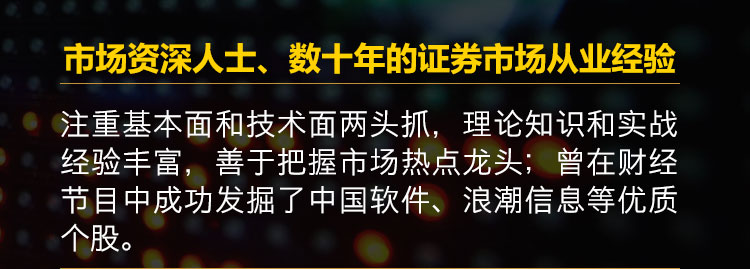 市场资深人士、数十年的证券市场从业经验
注重基本面和技术面两头抓，理论知识和实战
经验丰富，善于把握市场热点龙头；曾在财经
节目中成功发掘了中国软件、浪潮信息等优质
个股。